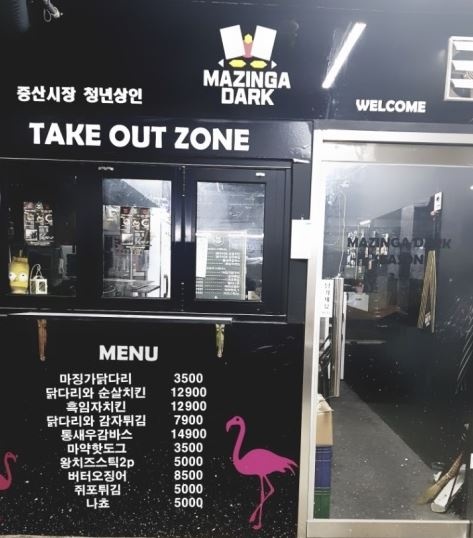 MAZINGA
DARK
중산시장 청년상인
WELCOME
TAKE OUT ZONE
MAZINGA DARK
SEASON
MENU
마징가닭다리 3500
닭다리와 순살치킨 12900
흑임자치킨 12900
닭다리와 감자튀김 7900
통새우감바스 14900
마약핫도그 3500
왕치즈스틱2p 5000
버터오징어 8500
쥐포튀김 5000
나쵸 5000